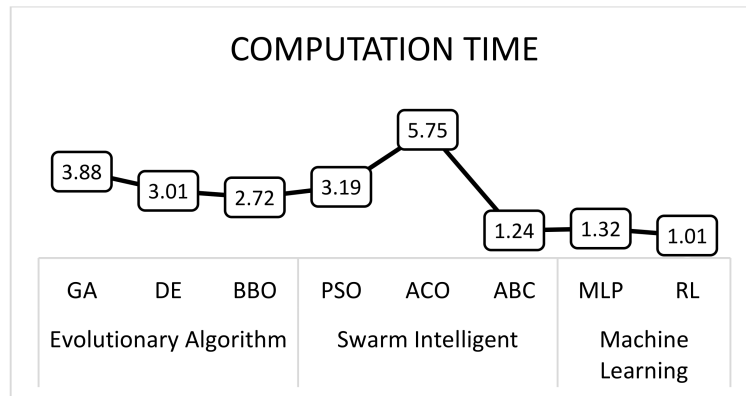 COMPUTATION TIME
5.75
3.88
3.01
2.72
3.19
1.24
1.32
1.01
GA DE BBO PSO ACO ABC MLP RL
Evolutionary Algorithm Swarm Intelligent Machine
Learning